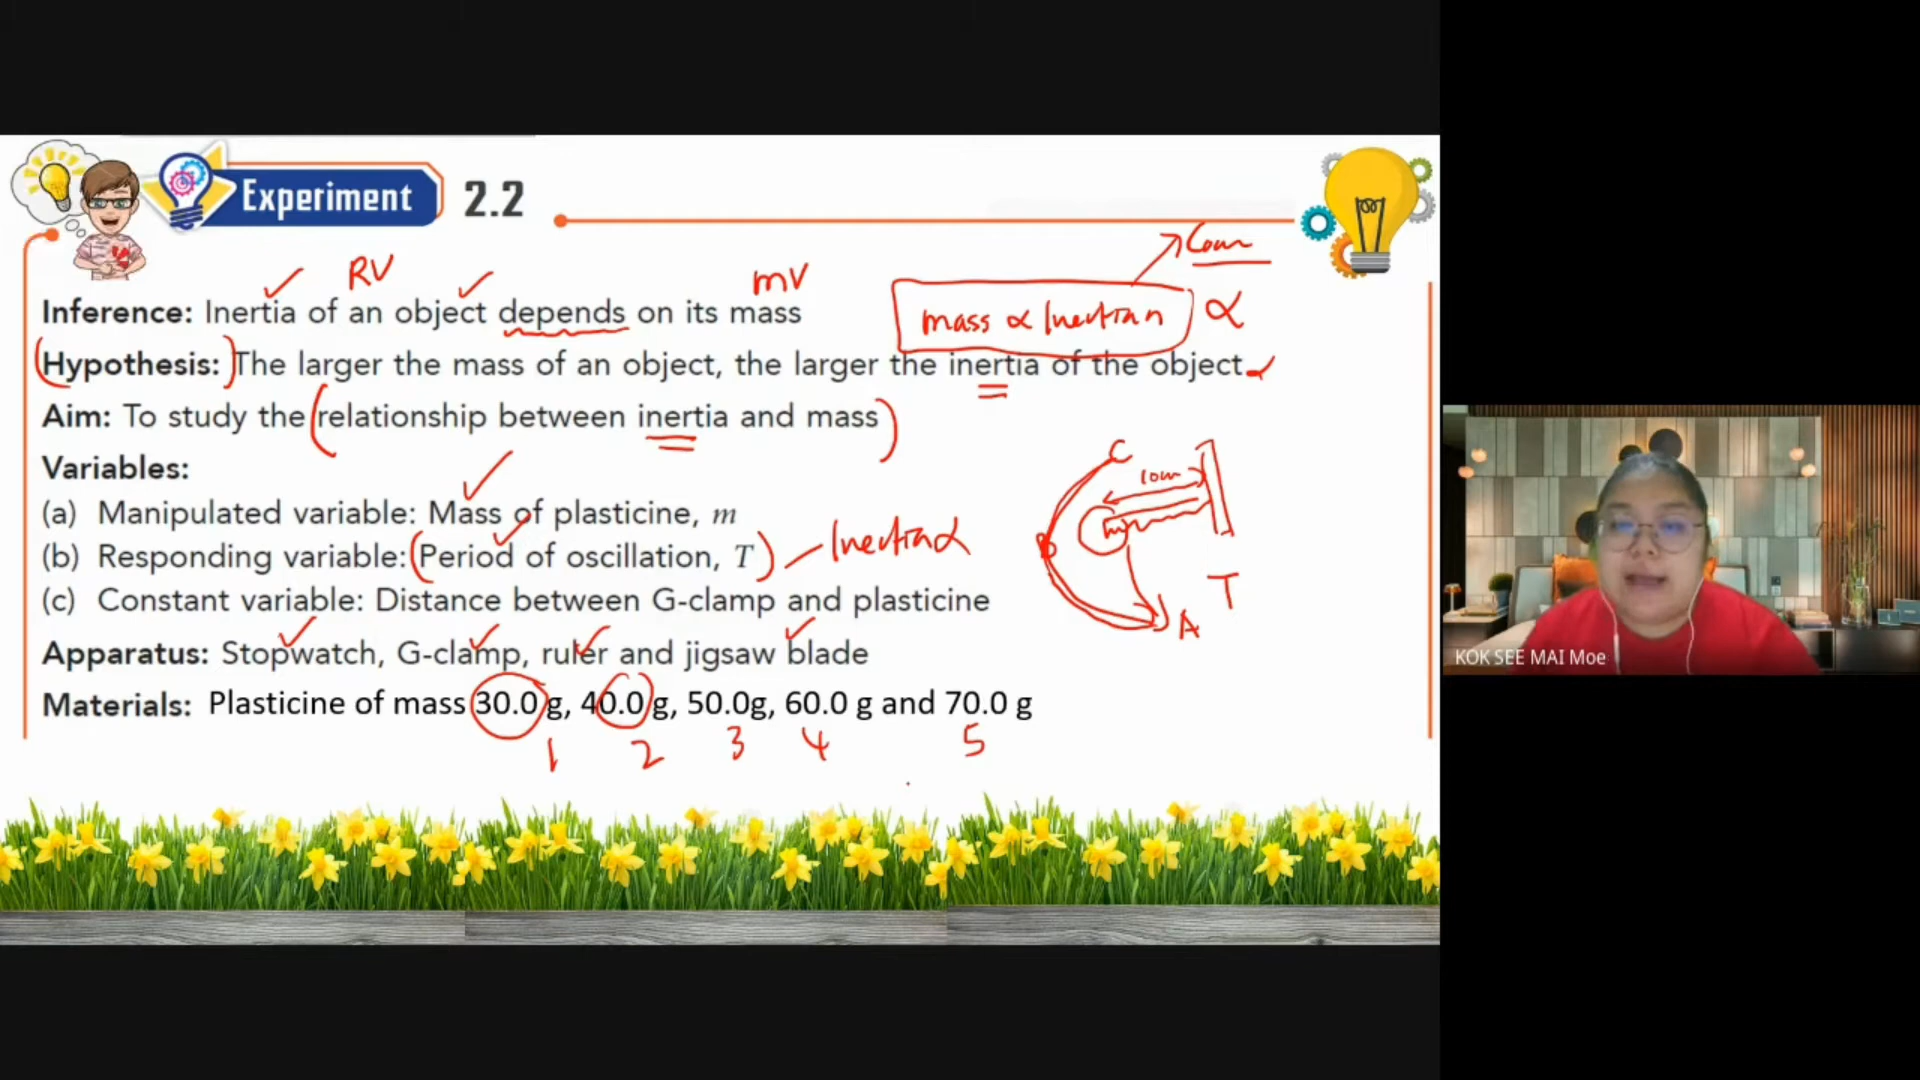 Experiment 2.2
RV
mV
Con
Inference: Inertia of an object depends on its mass
mass α Inertia
α
Hypothesis: The larger the mass of an object, the larger the inertia of the object
Aim: To study the relationship between inertia and mass
Variables:
(a) Manipulated variable: Mass of plasticine, m
(b) Responding variable: Period of oscillation, T
Inertia α
(c) Constant variable: Distance between G-clamp and plasticine
C
10cm
m
B
A
T
Apparatus: Stopwatch, G-clamp, ruler and jigsaw blade
Materials: Plasticine of mass 30.0 g, 40.0 g, 50.0g, 60.0 g and 70.0 g
1 2 3 4 5
KOK SEE MAI Moe